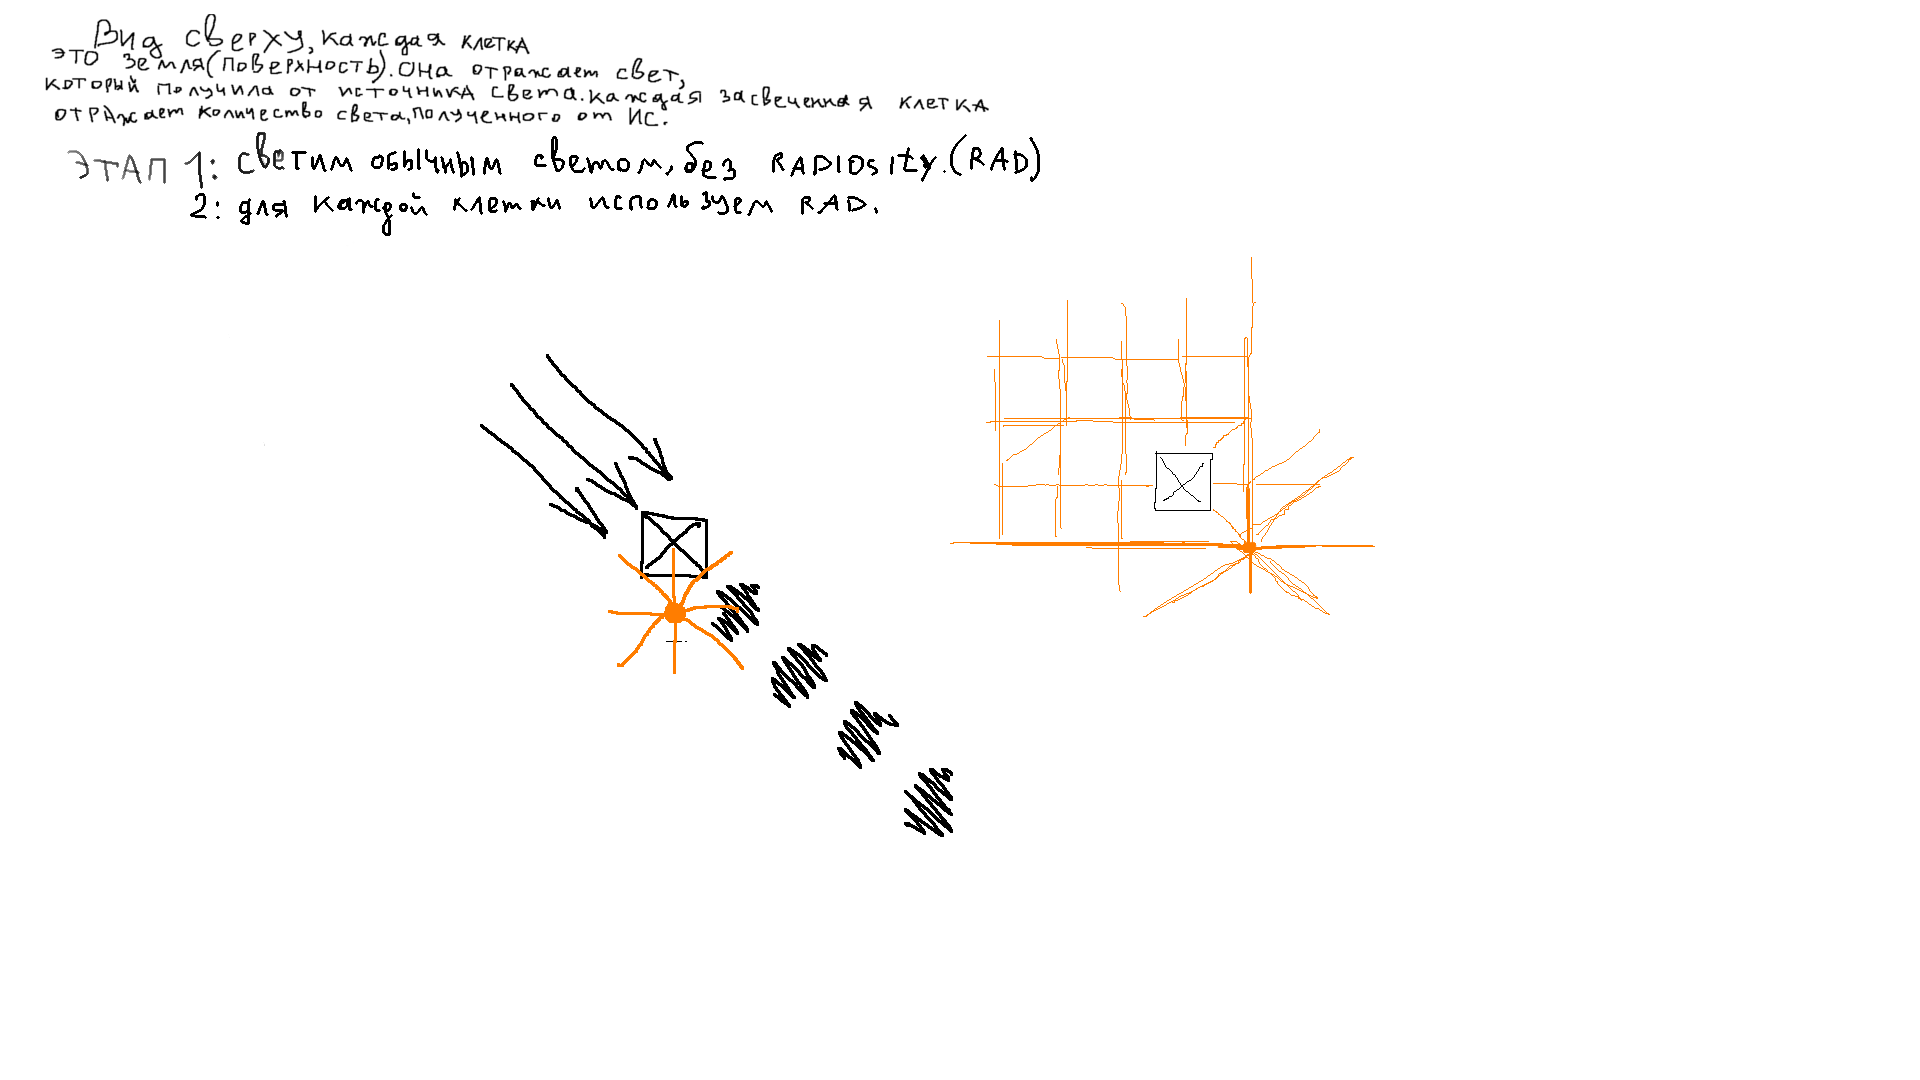 Вид сверху, каждая клетка
это земля(поверхность). Она отражает свет,
который получила от источника света. каждая засвеченная клетка
отражает количество света, полученного от ИС.
ЭТАП 1: светим обычным светом, без RADIOsity. (RAD)
2: для каждой клетки используем RAD.